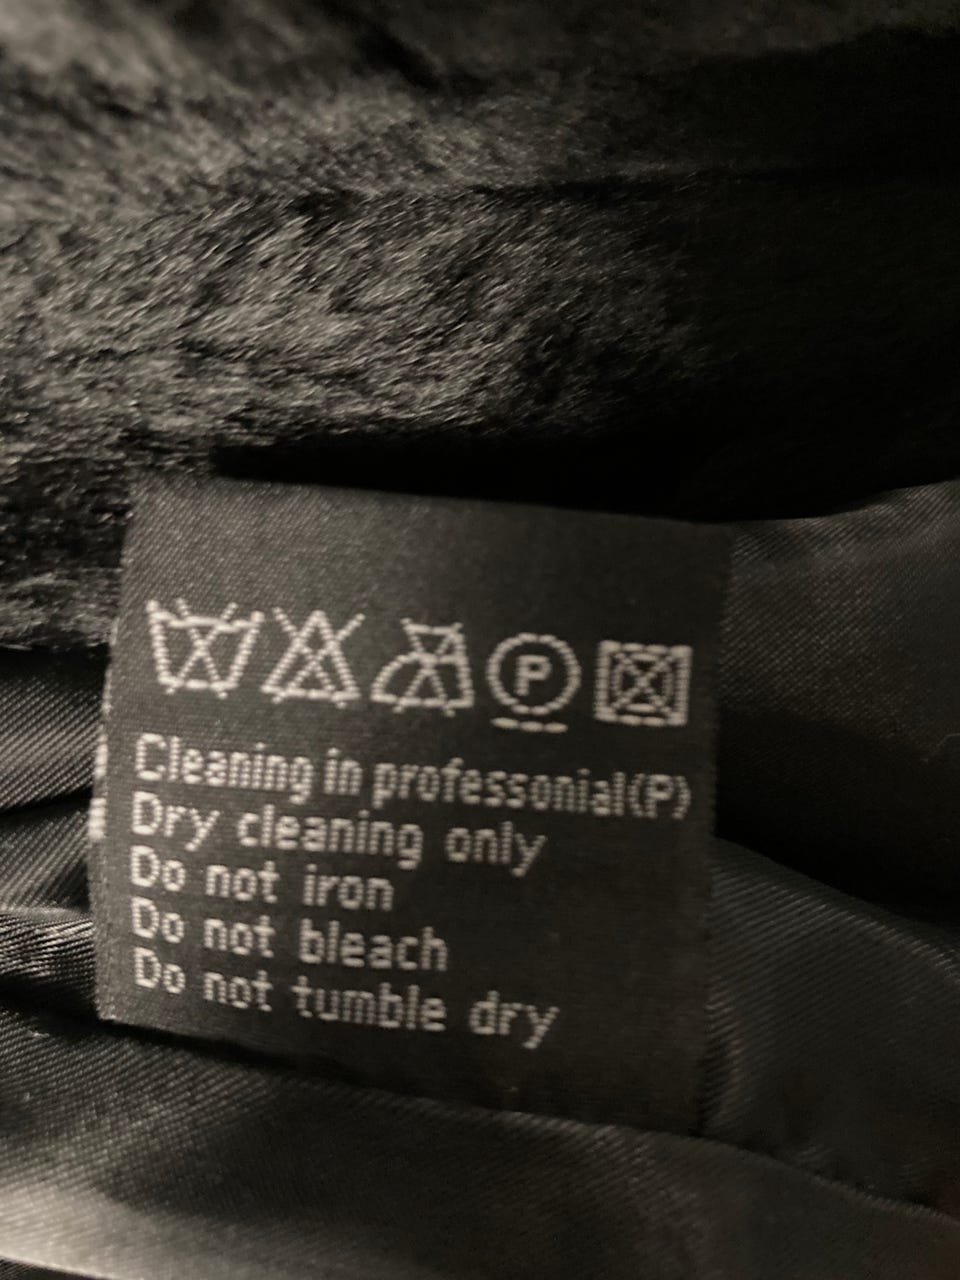 P
Cleaning in professonial(P)
Dry cleaning only
Do not iron
Do not bleach
Do not tumble dry